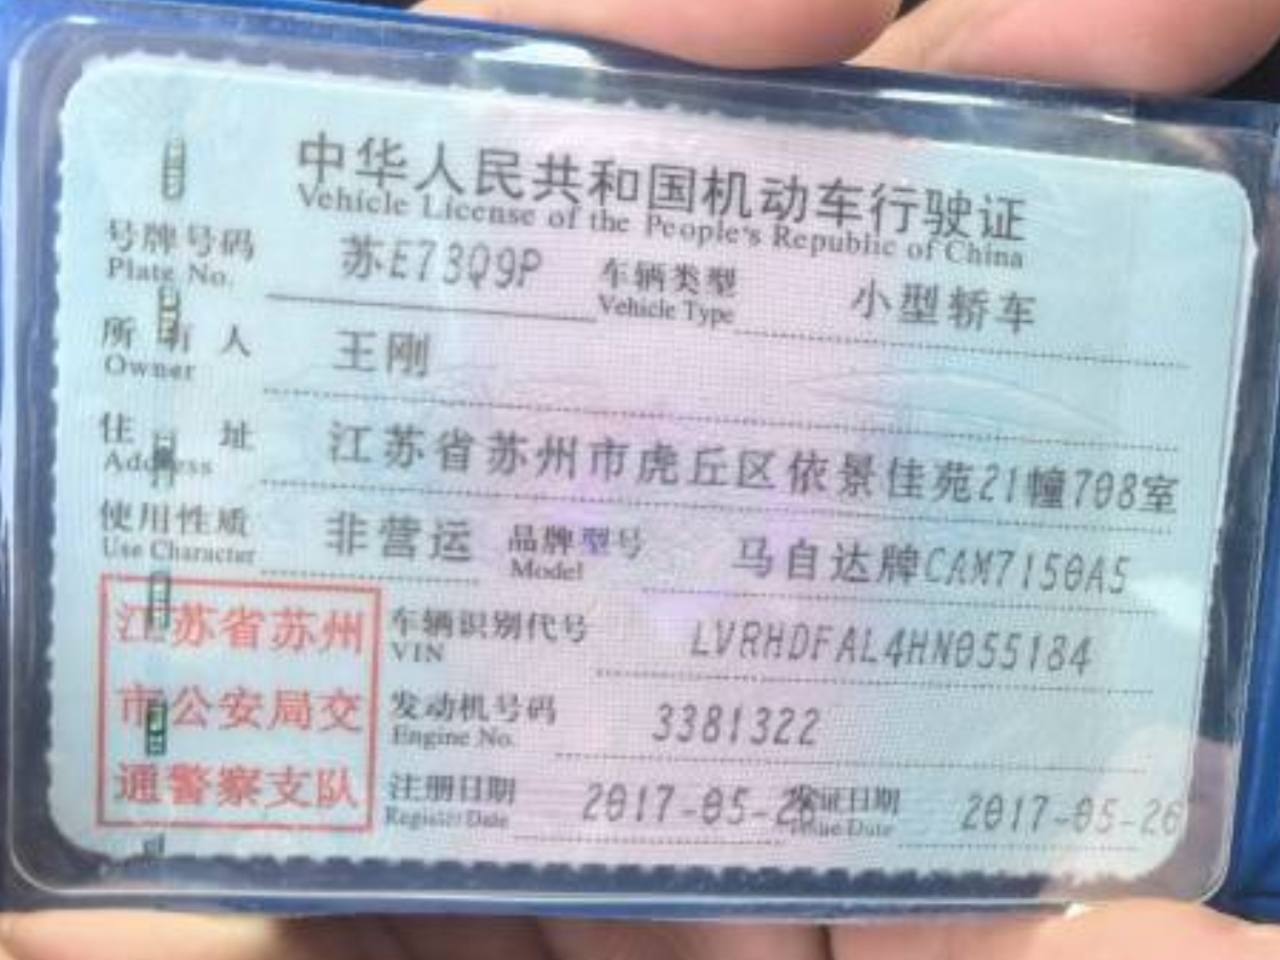 中华人民共和国机动车行驶证
Vehicle License of the People's Republic of China
号牌号码 苏E73Q9P 车辆类型 小型轿车
Plate No. Vehicle Type
所有人 王刚
Owner
住址 江苏省苏州市虎丘区依景佳苑21幢708室
Address
使用性质 非营运 品牌型号 马自达牌CAM7150A5
Use Character Model
江苏省苏州
市公安局交
通警察支队
车辆识别代号 LVRHDFAL4HN055184
VIN
发动机号码 3381322
Engine No.
注册日期 2017-05-26 发证日期 2017-05-26
Register Date Issue Date